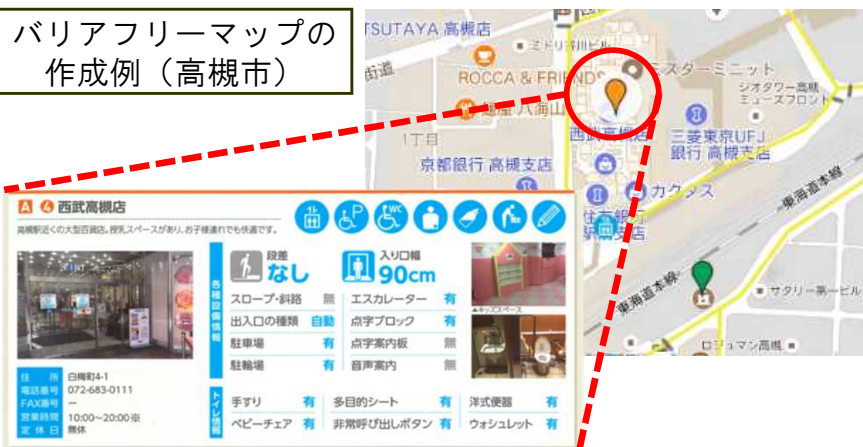 バリアフリーマップの
作成例（高槻市）
TSUTAYA 高槻店
街道
ROCCA & FRIENDS
ミスターミニット
ジオタワー高槻
ミューズフロント
1丁目
西武高槻店
三菱東京UFJ
銀行 高槻支店
京都銀行 高槻支店
カクメス
東海道本線
東海道本線
サタリー第一ビル
ロジュマン高槻
A 4 西武高槻店
高槻駅近くの大型百貨店。授乳スペースがあり、お子様連れでも快適です。
P
WC
各種設備情報
段差
なし
入り口幅
90cm
スロープ・斜路 無 エスカレーター 有
出入口の種類 自動 点字ブロック 有
駐車場 有 点字案内板 無
駐輪場 有 音声案内 無
▲キッズスペース
住所 白梅町4-1
電話番号 072-683-0111
FAX番号 ー
営業時間 10:00~20:00※
定休日 無休
トイレ情報
手すり 有 多目的シート 有 洋式便器 有
ベビーチェア 有 非常呼び出しボタン 有 ウォシュレット 有